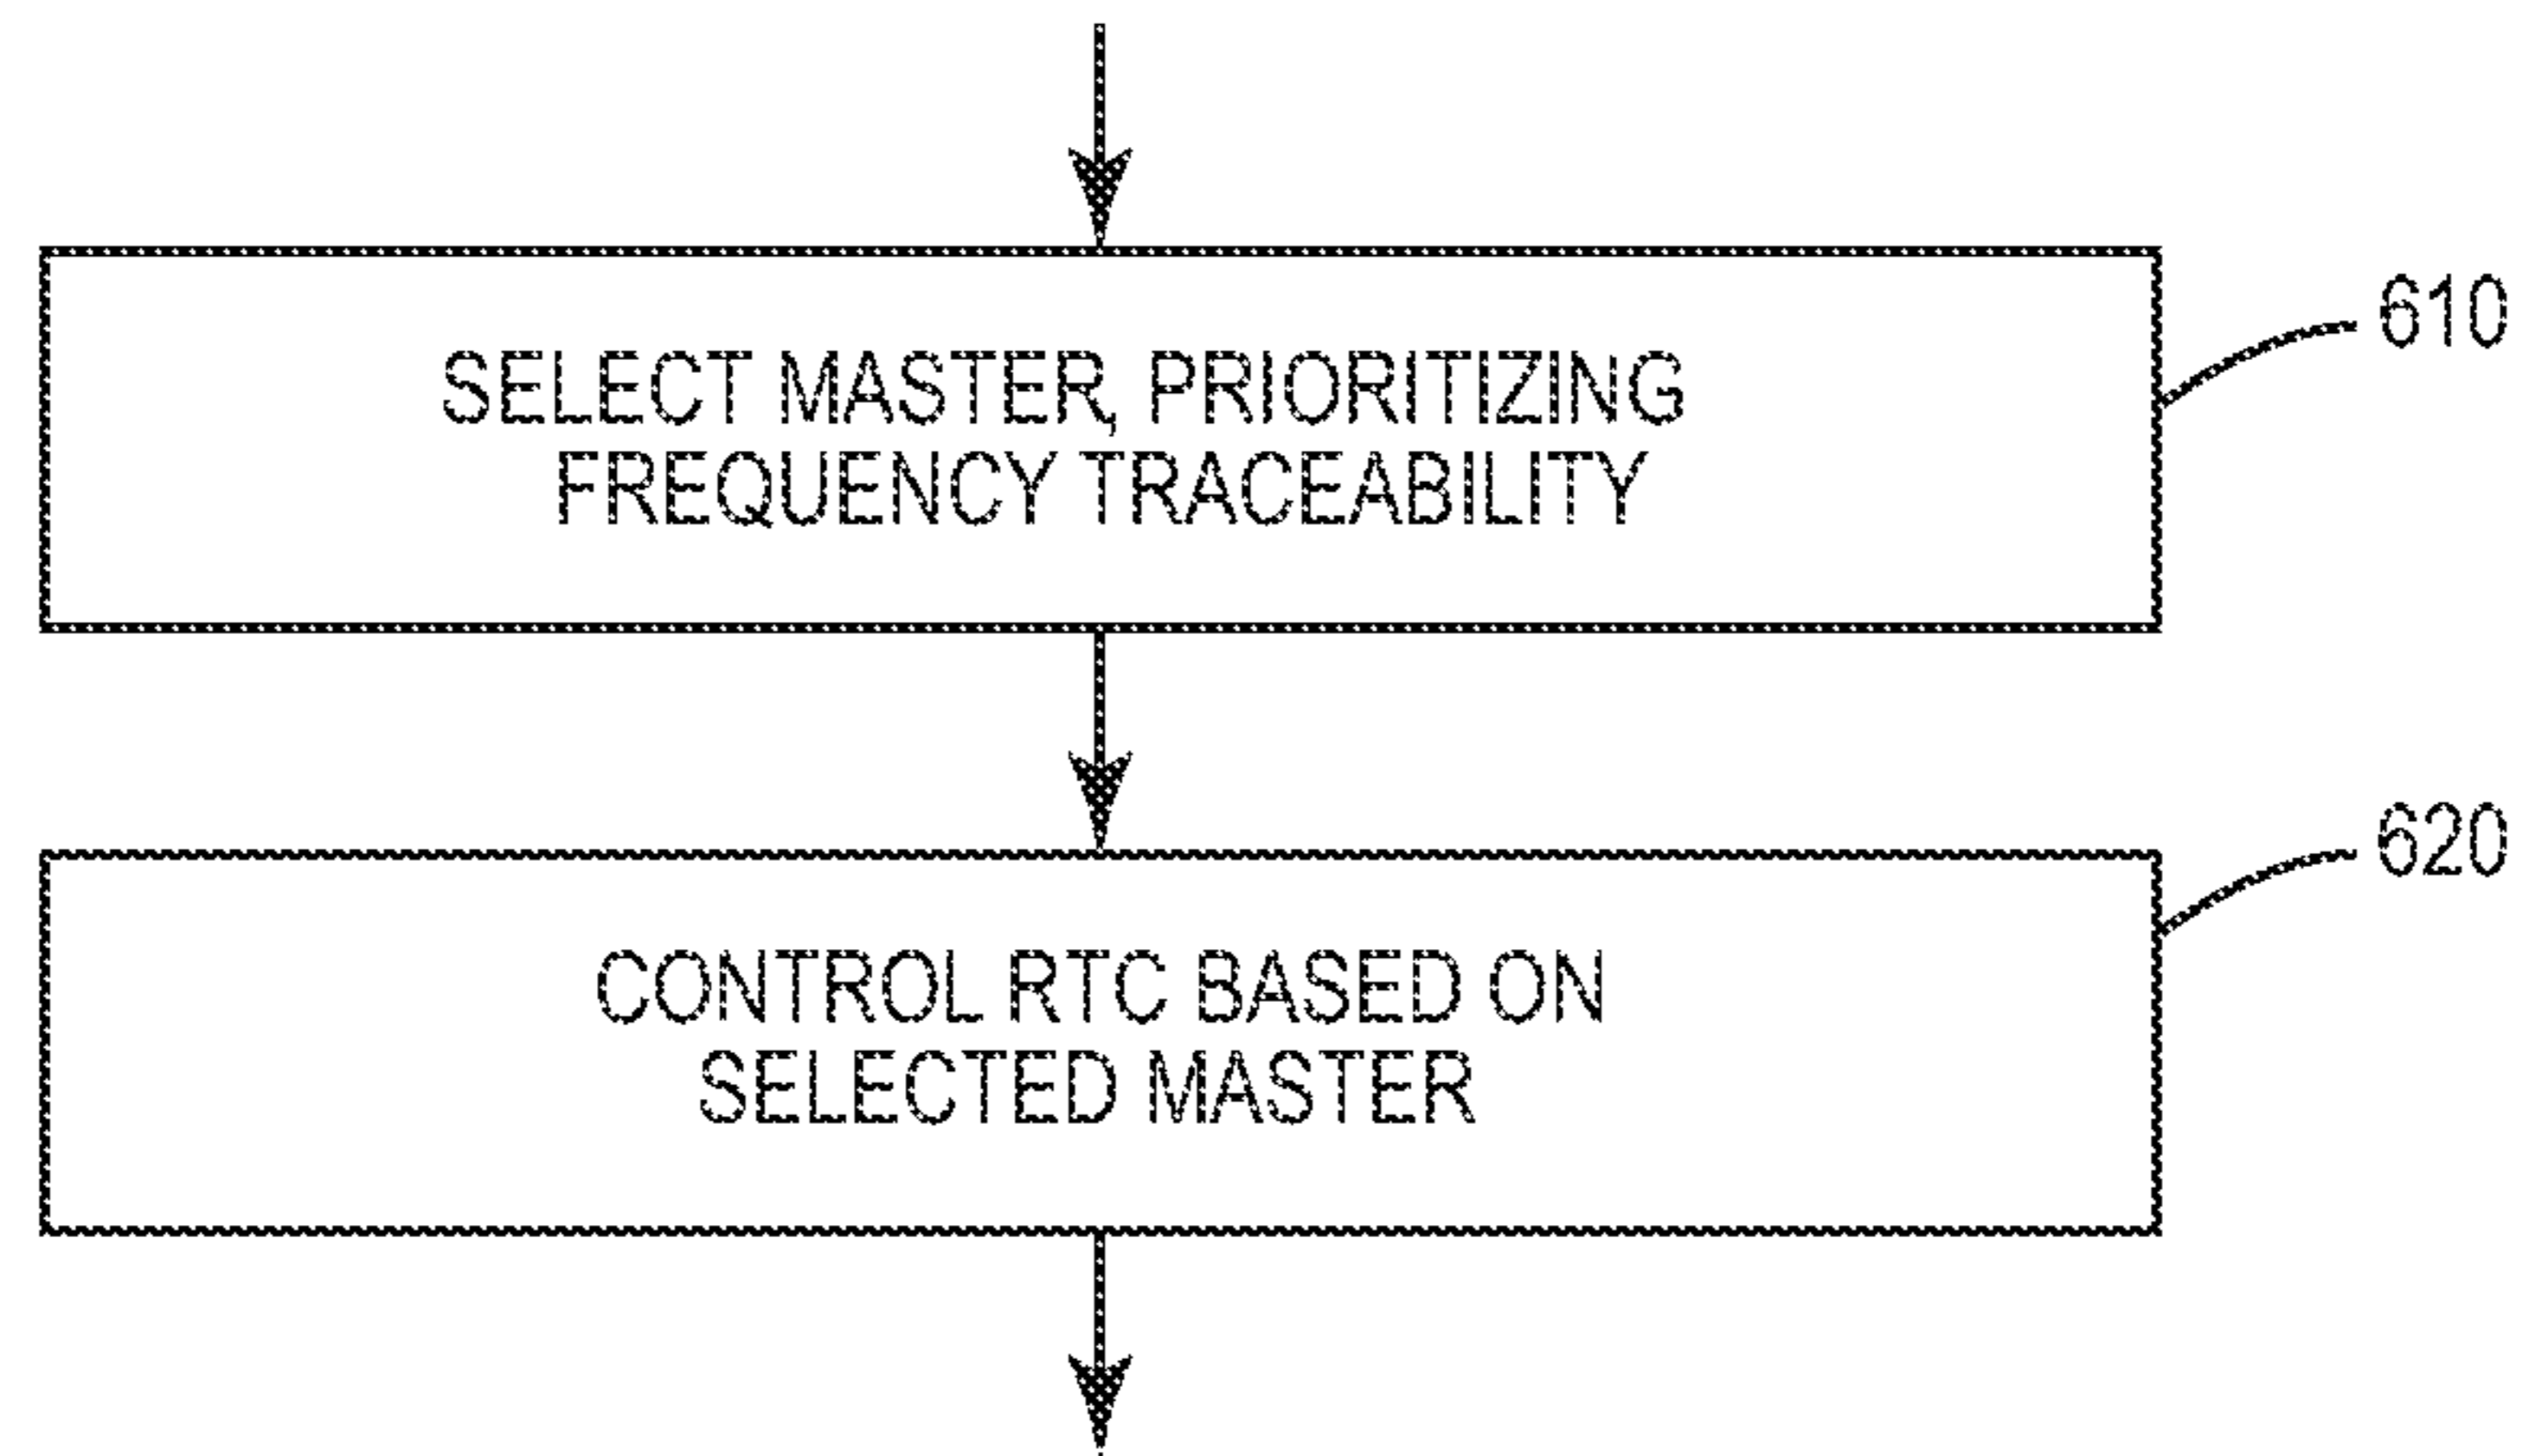 SELECT MASTER, PRIORITIZING
FREQUENCY TRACEABILITY
610
CONTROL RTC BASED ON
SELECTED MASTER
620